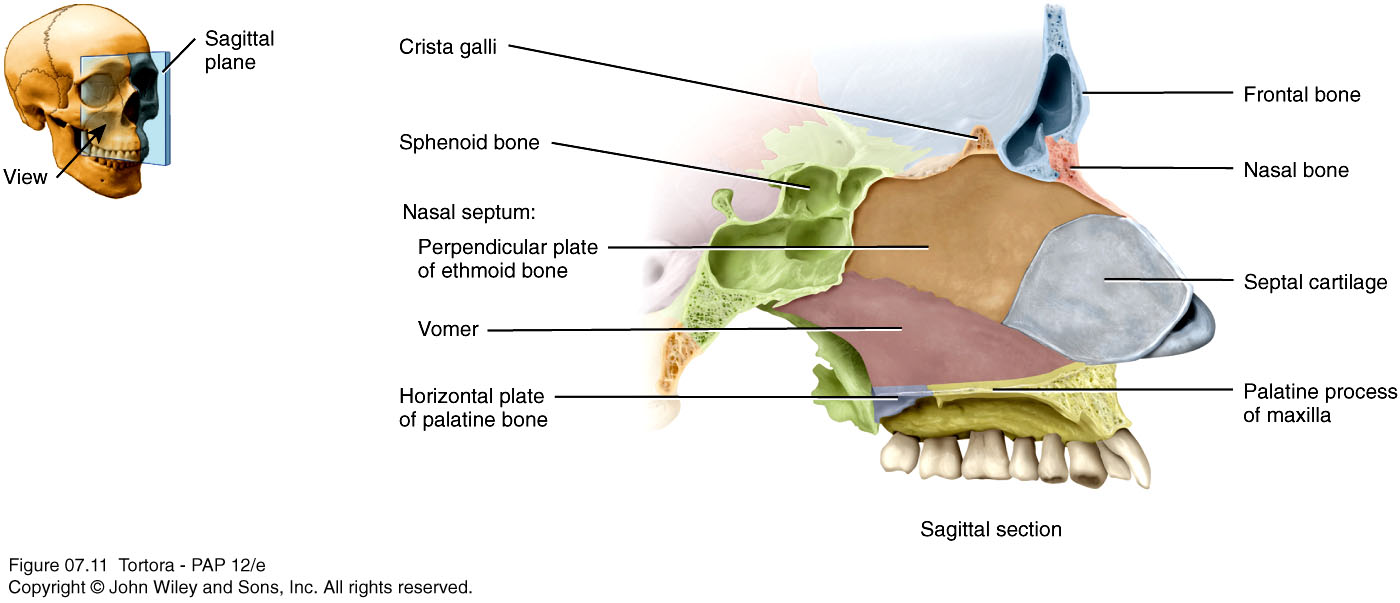 Sagittal
plane
View
Crista galli
Sphenoid bone
Nasal septum:
Perpendicular plate
of ethmoid bone
Vomer
Horizontal plate
of palatine bone
Frontal bone
Nasal bone
Septal cartilage
Palatine process
of maxilla
Sagittal section
Figure 07.11 Tortora - PAP 12/e
Copyright © John Wiley and Sons, Inc. All rights reserved.